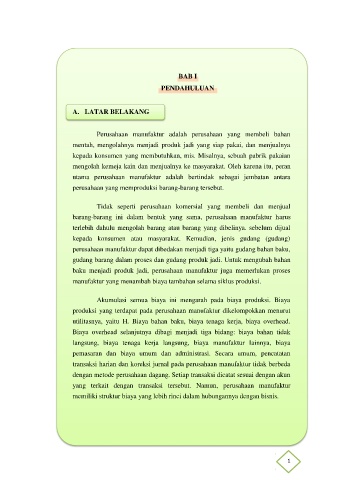 BAB I
PENDAHULUAN
A. LATAR BELAKANG
Perusahaan manufaktur adalah perusahaan yang membeli bahan
mentah, mengolahnya menjadi produk jadi yang siap pakai, dan menjualnya
kepada konsumen yang membutuhkan, mis. Misalnya, sebuah pabrik pakaian
mengolah kemeja kain dan menjualnya ke masyarakat. Oleh karena itu, peran
utama perusahaan manufaktur adalah bertindak sebagai jembatan antara
perusahaan yang memproduksi barang-barang tersebut.
Tidak seperti perusahaan komersial yang membeli dan menjual
barang-barang ini dalam bentuk yang sama, perusahaan manufaktur harus
terlebih dahulu mengolah barang atau barang yang dibelinya. sebelum dijual
kepada konsumen atau masyarakat. Kemudian, jenis gudang (gudang)
perusahaan manufaktur dapat dibedakan menjadi tiga yaitu gudang bahan baku,
gudang barang dalam proses dan gudang produk jadi. Untuk mengubah bahan
baku menjadi produk jadi, perusahaan manufaktur juga memerlukan proses
manufaktur yang menambah biaya tambahan selama siklus produksi.
Akumulasi semua biaya ini mengarah pada biaya produksi. Biaya
produksi yang terdapat pada perusahaan manufaktur dikelompokkan menurut
utilitasnya, yaitu H. Biaya bahan baku, biaya tenaga kerja, biaya overhead.
Biaya overhead selanjutnya dibagi menjadi tiga bidang: biaya bahan tidak
langsung, biaya tenaga kerja langsung, biaya manufaktur lainnya, biaya
pemasaran dan biaya umum dan administrasi. Secara umum, pencatatan
transaksi harian dan koreksi jurnal pada perusahaan manufaktur tidak berbeda
dengan metode perusahaan dagang. Setiap transaksi dicatat sesuai dengan akun
yang terkait dengan transaksi tersebut. Namun, perusahaan manufaktur
memiliki struktur biaya yang lebih rinci dalam hubungannya dengan bisnis.
1